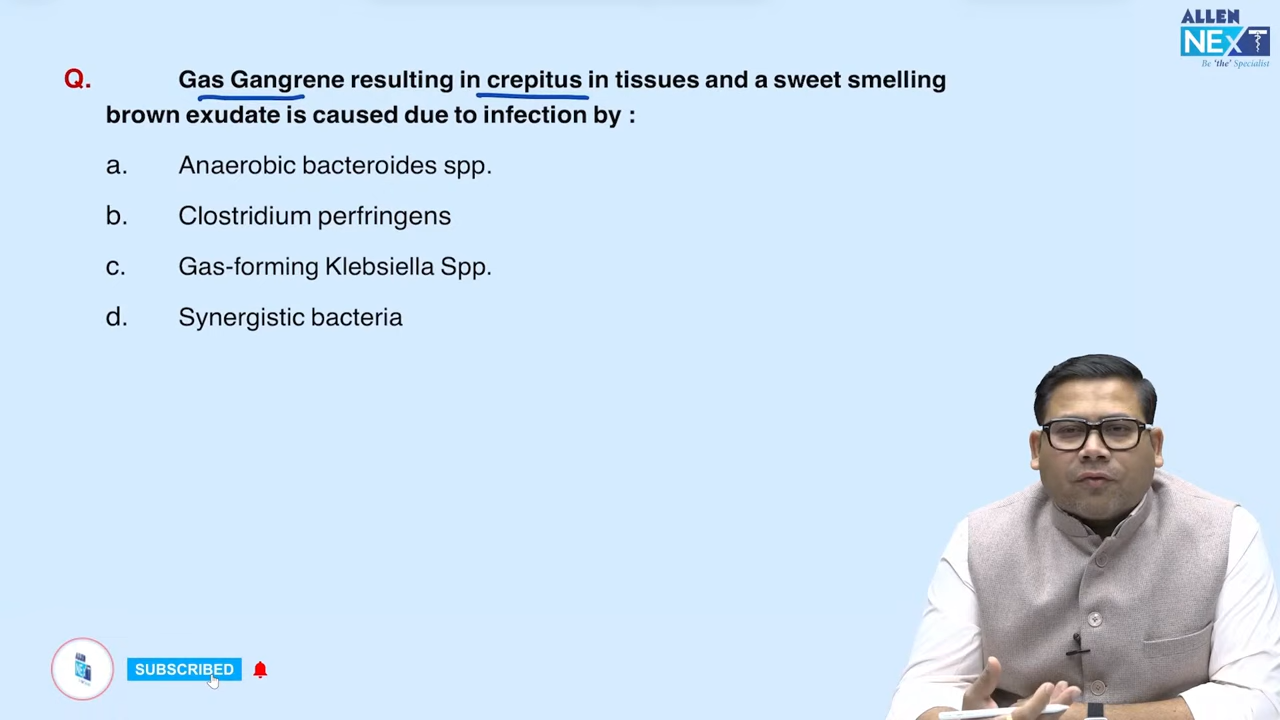 ALLEN
NEXT
Be 'the' Specialist
Q. Gas Gangrene resulting in crepitus in tissues and a sweet smelling
brown exudate is caused due to infection by :
a. Anaerobic bacteroides spp.
b. Clostridium perfringens
c. Gas-forming Klebsiella Spp.
d. Synergistic bacteria
SUBSCRIBED